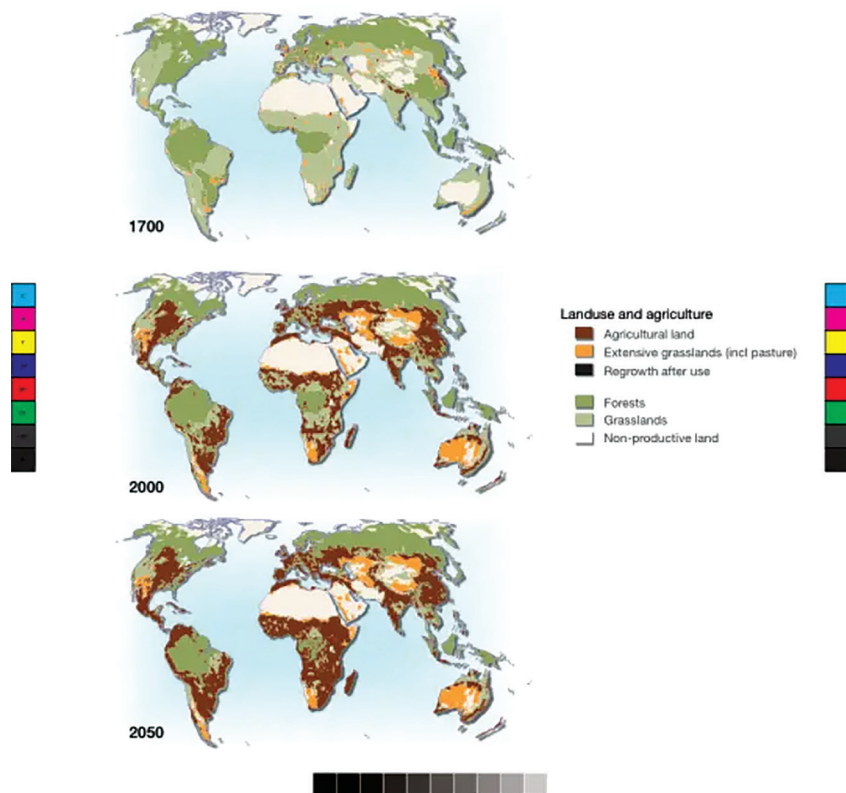 1700
2000
Landuse and agriculture
Agricultural land
Extensive grasslands (incl pasture)
Regrowth after use
Forests
Grasslands
Non-productive land
2050